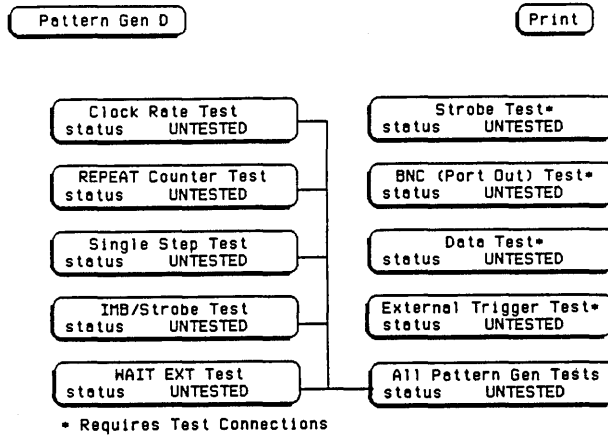 Pattern Gen D
Print
Clock Rate Test
status UNTESTED
REPEAT Counter Test
status UNTESTED
Single Step Test
status UNTESTED
IMB/Strobe Test
status UNTESTED
WAIT EXT Test
status UNTESTED
Strobe Test*
status UNTESTED
BNC (Port Out) Test*
status UNTESTED
Data Test*
status UNTESTED
External Trigger Test*
status UNTESTED
All Pattern Gen Tests
status UNTESTED
* Requires Test Connections